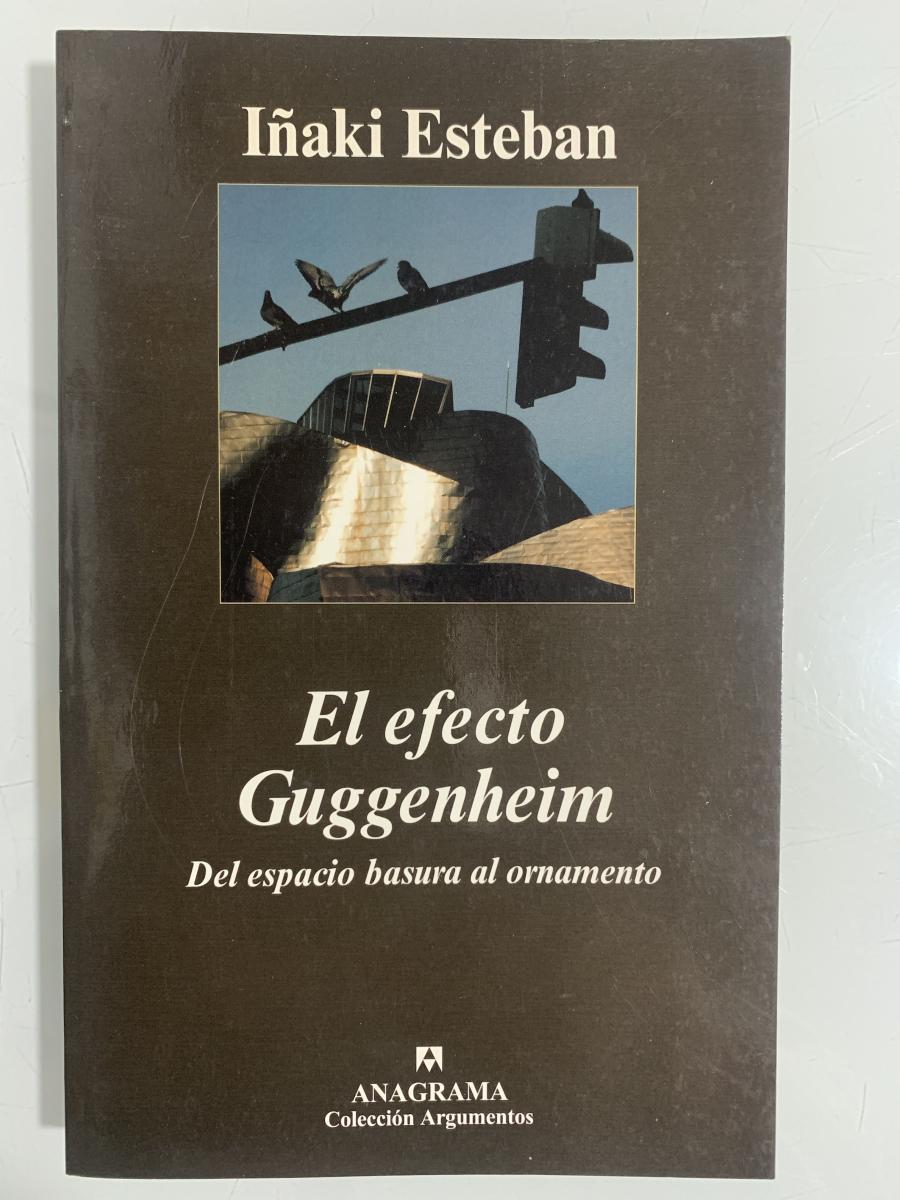 Iñaki Esteban
El efecto
Guggenheim
Del espacio basura al ornamento
ANAGRAMA
Colección Argumentos